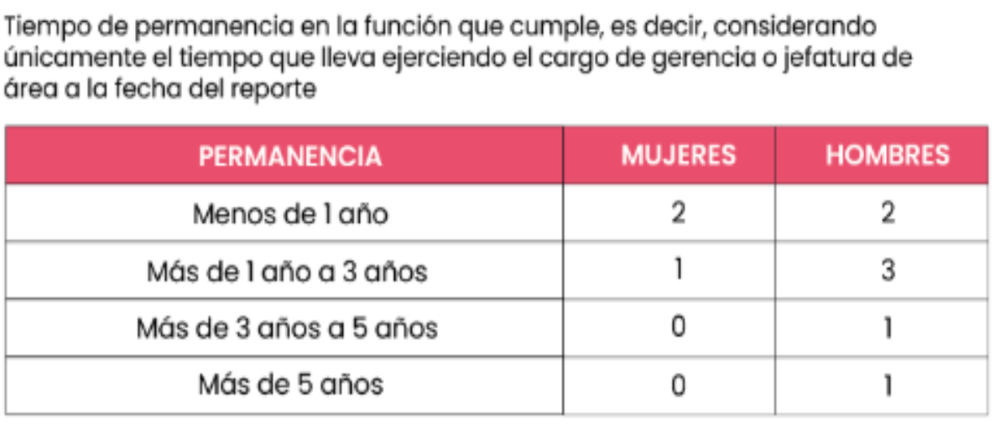 Tiempo de permanencia en la función que cumple, es decir, considerando
únicamente el tiempo que lleva ejerciendo el cargo de gerencia o jefatura de
área a la fecha del reporte
PERMANENCIA MUJERES HOMBRES
Menos de 1 año 2 2
Más de 1 año a 3 años 1 3
Más de 3 años a 5 años 0 1
Más de 5 años 0 1